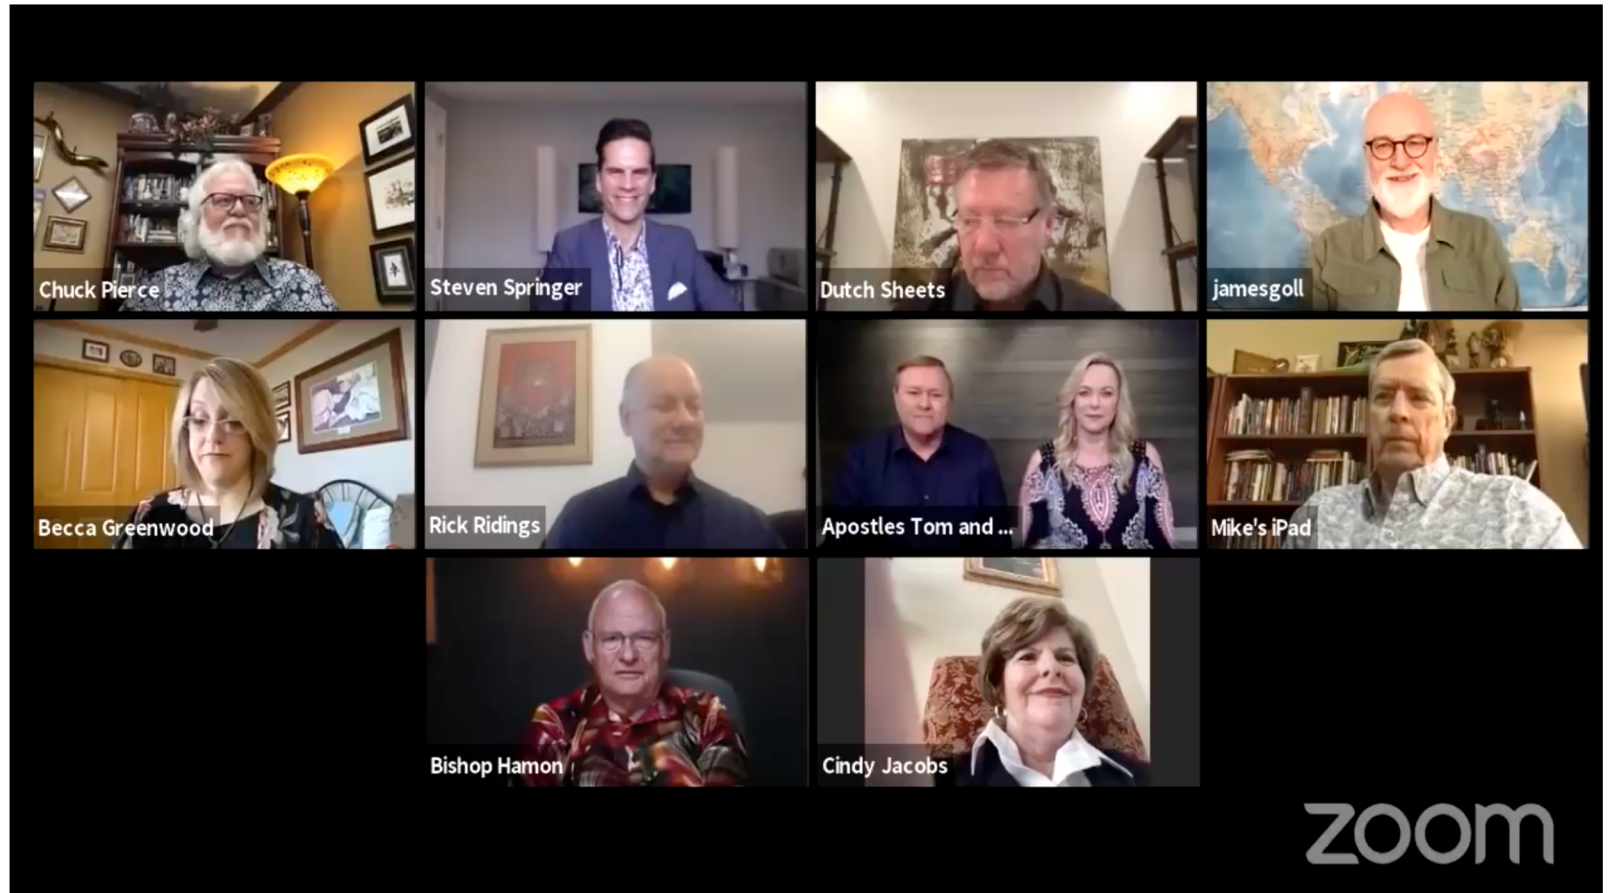 Chuck Pierce
Steven Springer
Dutch Sheets
jamesgoll
Becca Greenwood
Rick Ridings
Apostles Tom and ...
Mike's iPad
Bishop Hamon
Cindy Jacobs
zoom